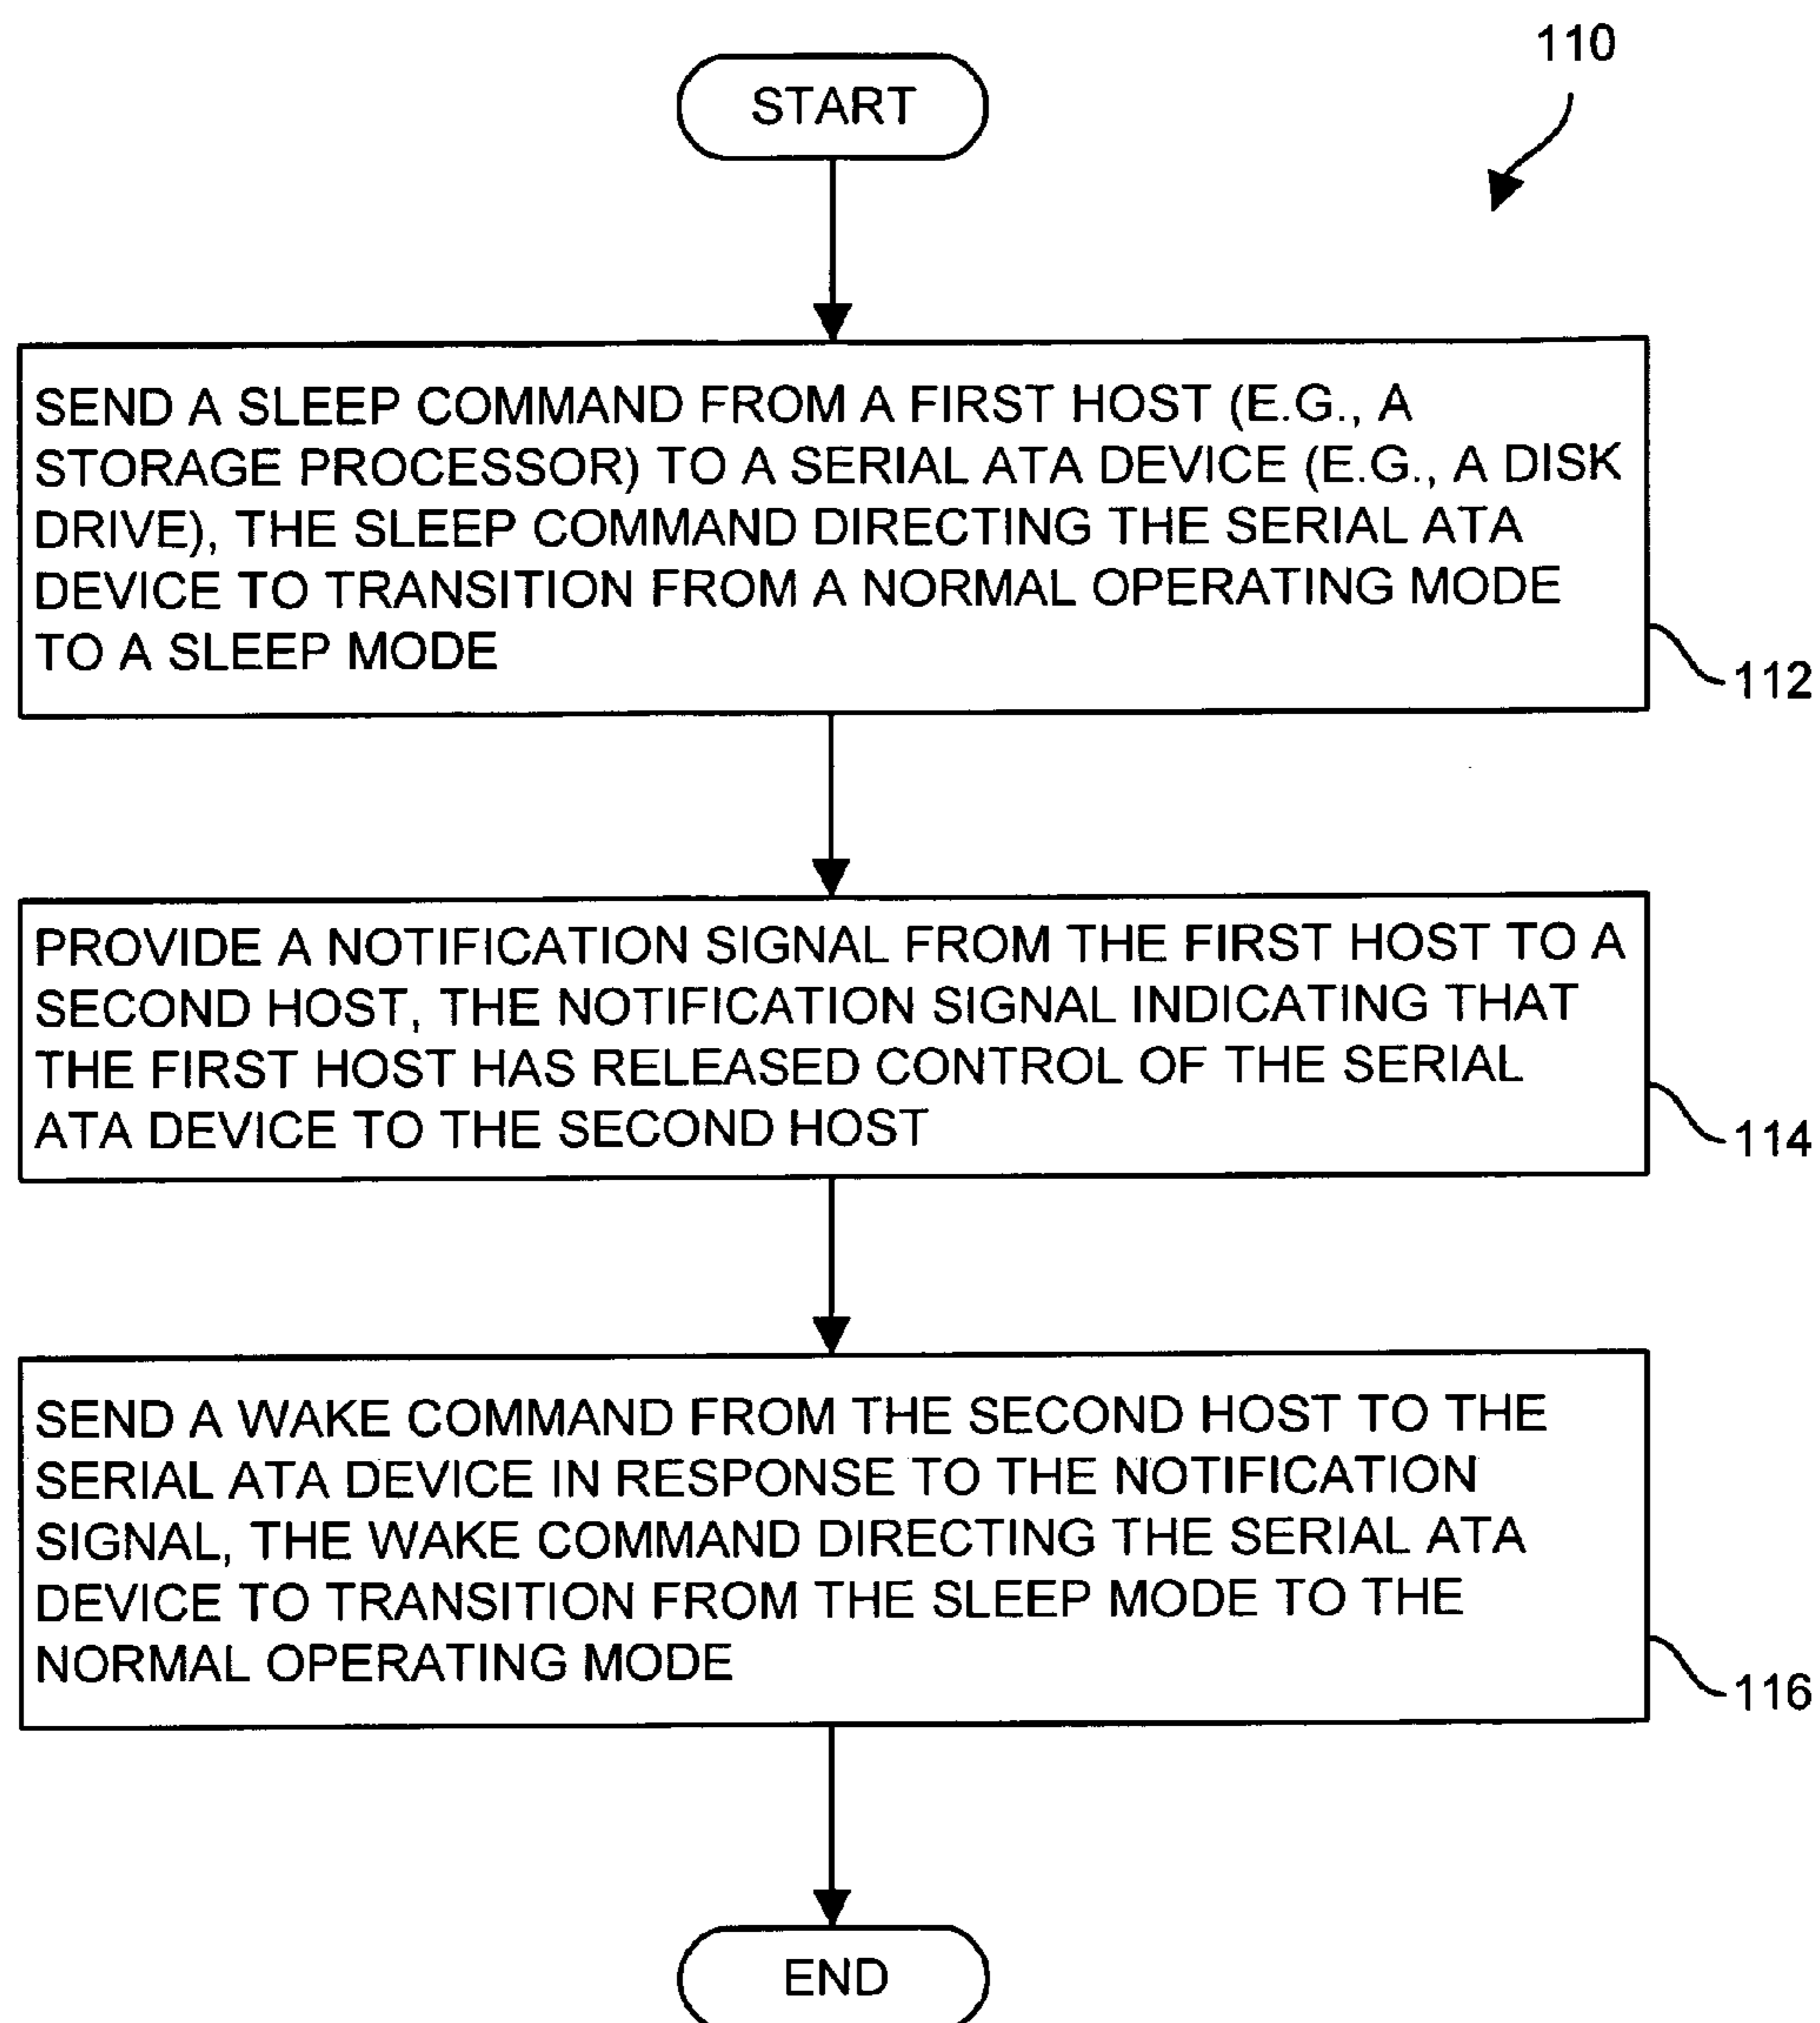 110
START
SEND A SLEEP COMMAND FROM A FIRST HOST (E.G., A
STORAGE PROCESSOR) TO A SERIAL ATA DEVICE (E.G., A DISK
DRIVE), THE SLEEP COMMAND DIRECTING THE SERIAL ATA
DEVICE TO TRANSITION FROM A NORMAL OPERATING MODE
TO A SLEEP MODE
112
PROVIDE A NOTIFICATION SIGNAL FROM THE FIRST HOST TO A
SECOND HOST, THE NOTIFICATION SIGNAL INDICATING THAT
THE FIRST HOST HAS RELEASED CONTROL OF THE SERIAL
ATA DEVICE TO THE SECOND HOST
114
SEND A WAKE COMMAND FROM THE SECOND HOST TO THE
SERIAL ATA DEVICE IN RESPONSE TO THE NOTIFICATION
SIGNAL, THE WAKE COMMAND DIRECTING THE SERIAL ATA
DEVICE TO TRANSITION FROM THE SLEEP MODE TO THE
NORMAL OPERATING MODE
116
END